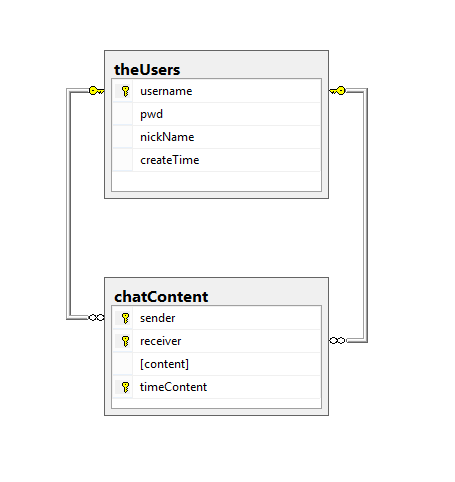 theUsers
username
pwd
nickName
createTime
chatContent
sender
receiver
[content]
timeContent